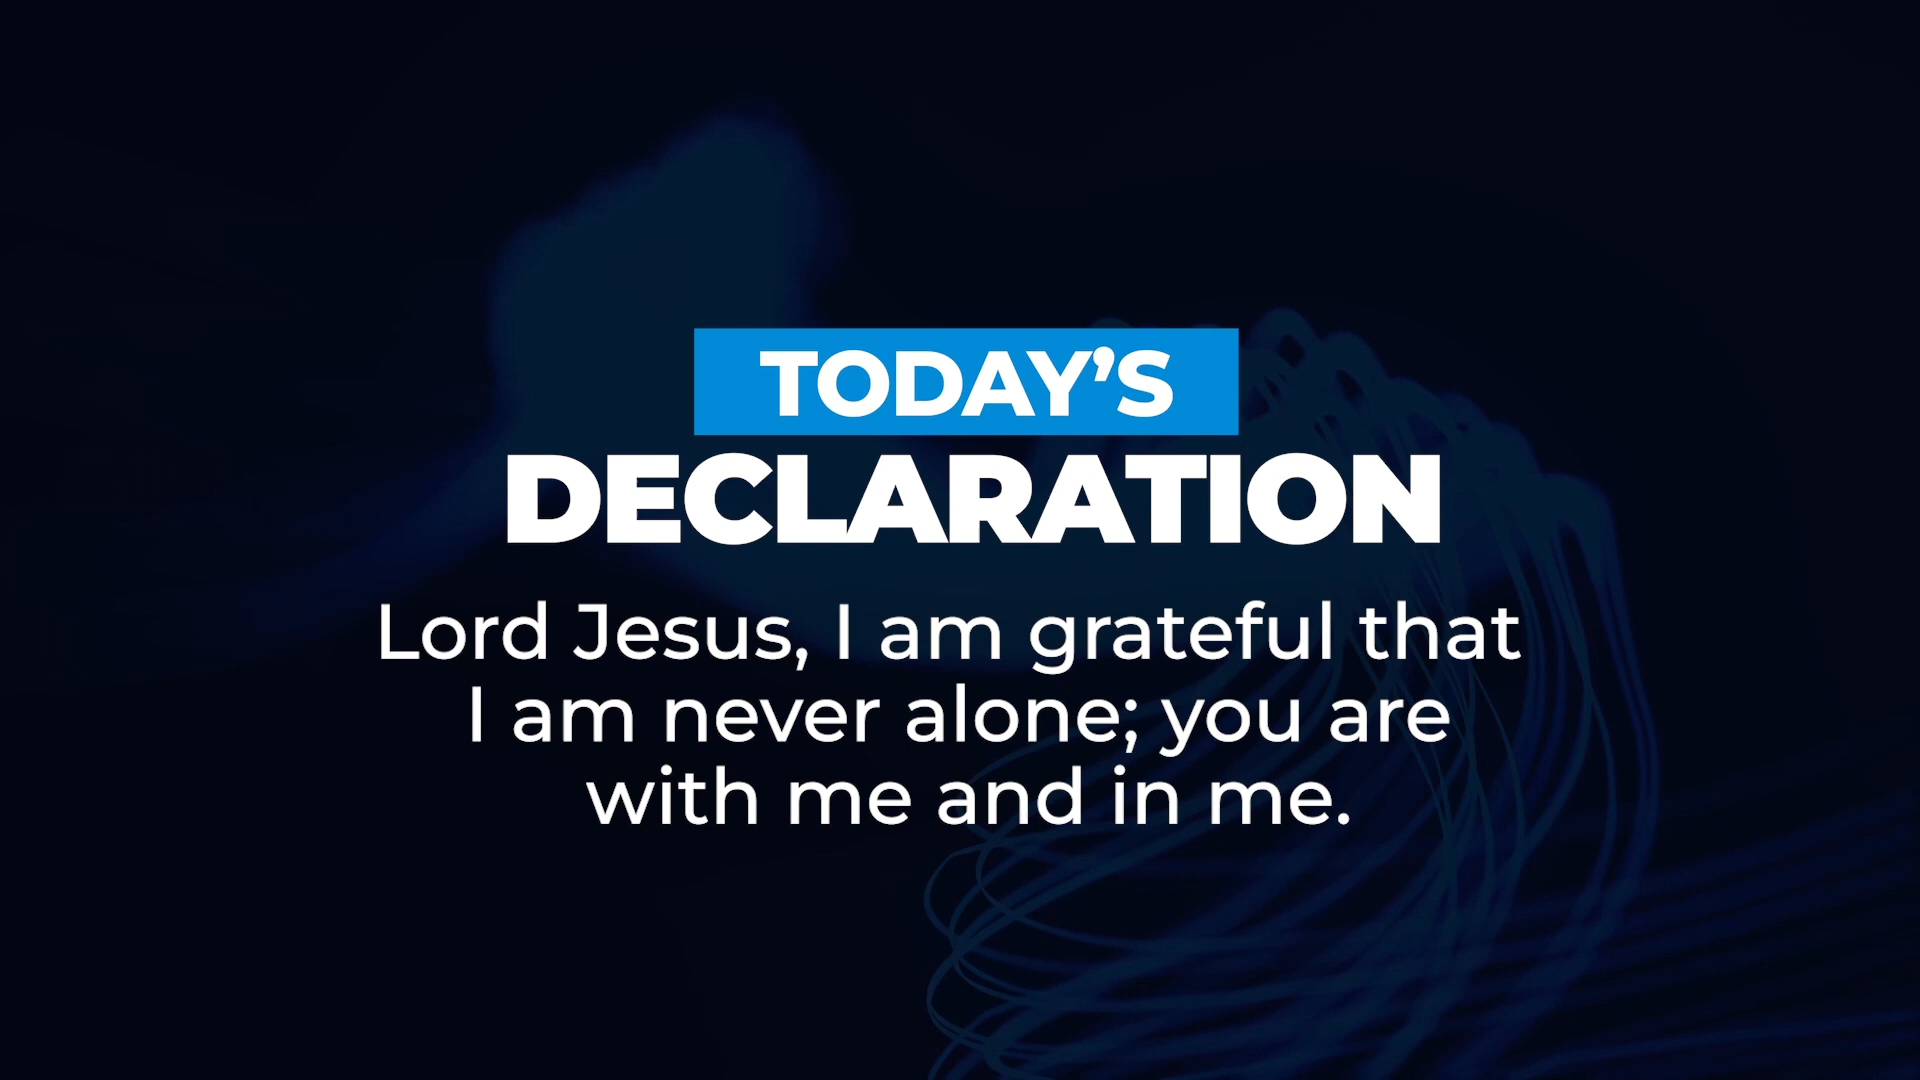 TODAY’S
DECLARATION
Lord Jesus, I am grateful that
I am never alone; you are
with me and in me.